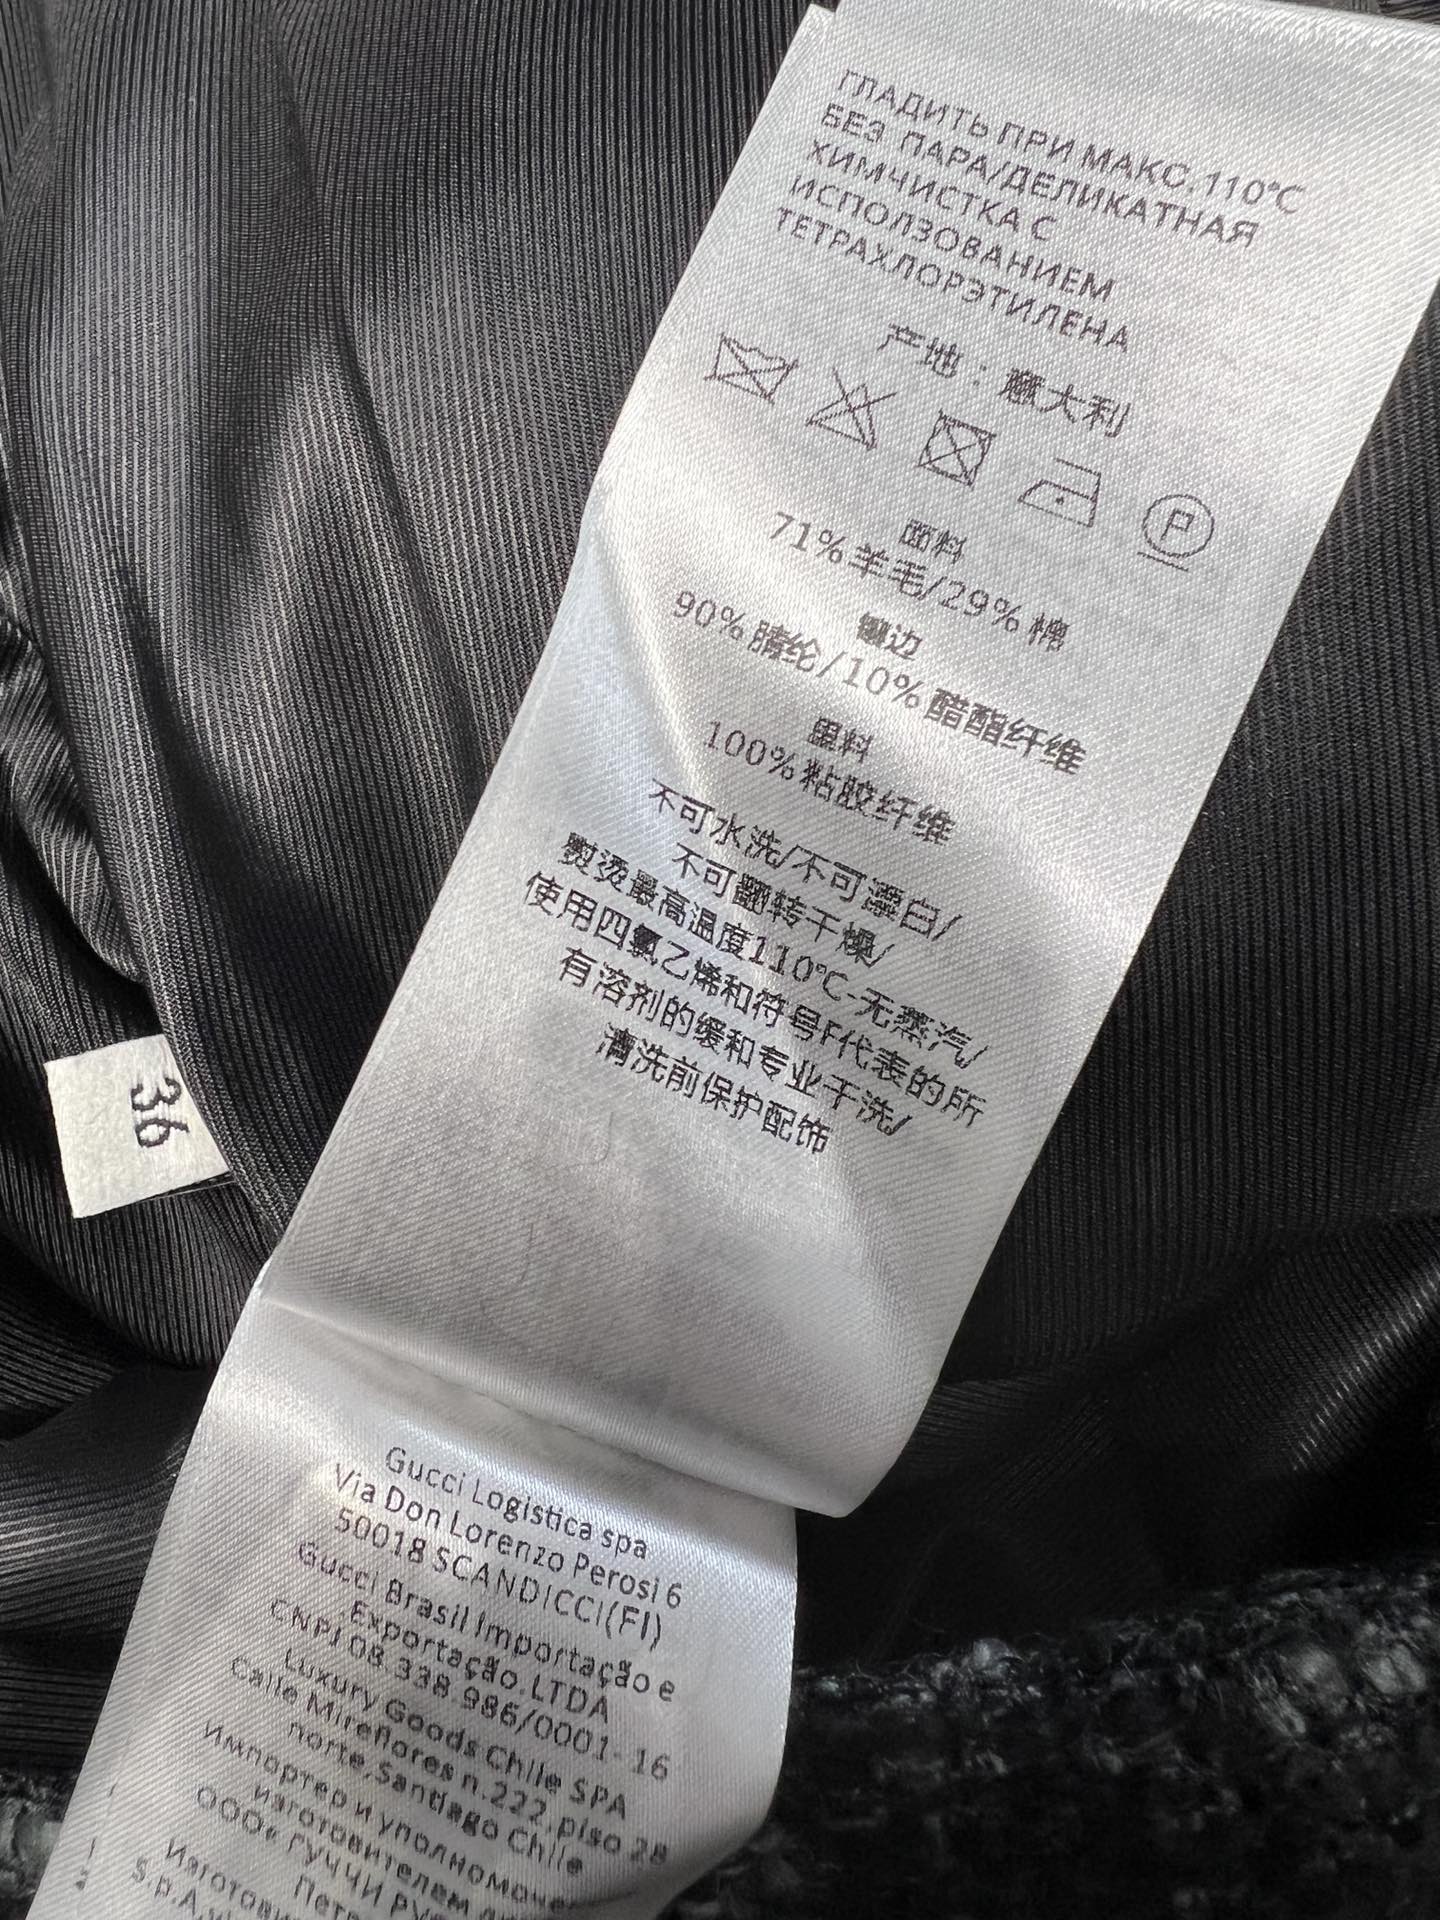 ГЛАДИТЬ ПРИ МАКС.110°C
БЕЗ ПАРА/ДЕЛИКАТНАЯ
ХИМЧИСТКА С
ИСПОЛЗОВАНИЕМ
ТЕТРАХЛОРЭТИЛЕНА
产地：意大利
P
面料
71%羊毛/29%棉
镶边
90%腈纶/10%醋酯纤维
里料
100%粘胶纤维
不可水洗/不可漂白/
不可翻转干燥/
熨烫最高温度110°C-无蒸汽/
使用四氯乙烯和符号F代表的所
有溶剂的缓和专业干洗/
清洗前保护配饰
36
Gucci Logistica spa
Via Don Lorenzo Perosi 6
50018 SCANDICCI(FI)
Gucci Brasil Importação e
Exportação.LTDA
CNPJ 08.338.986/0001-16
Luxury Goods Chile SPA
Calle Mireflores n.222,piso 28
norte,Santiago Chile
Импортер и
изготовителем
ООО« ГУЧЧИ РУС
S.p.A,